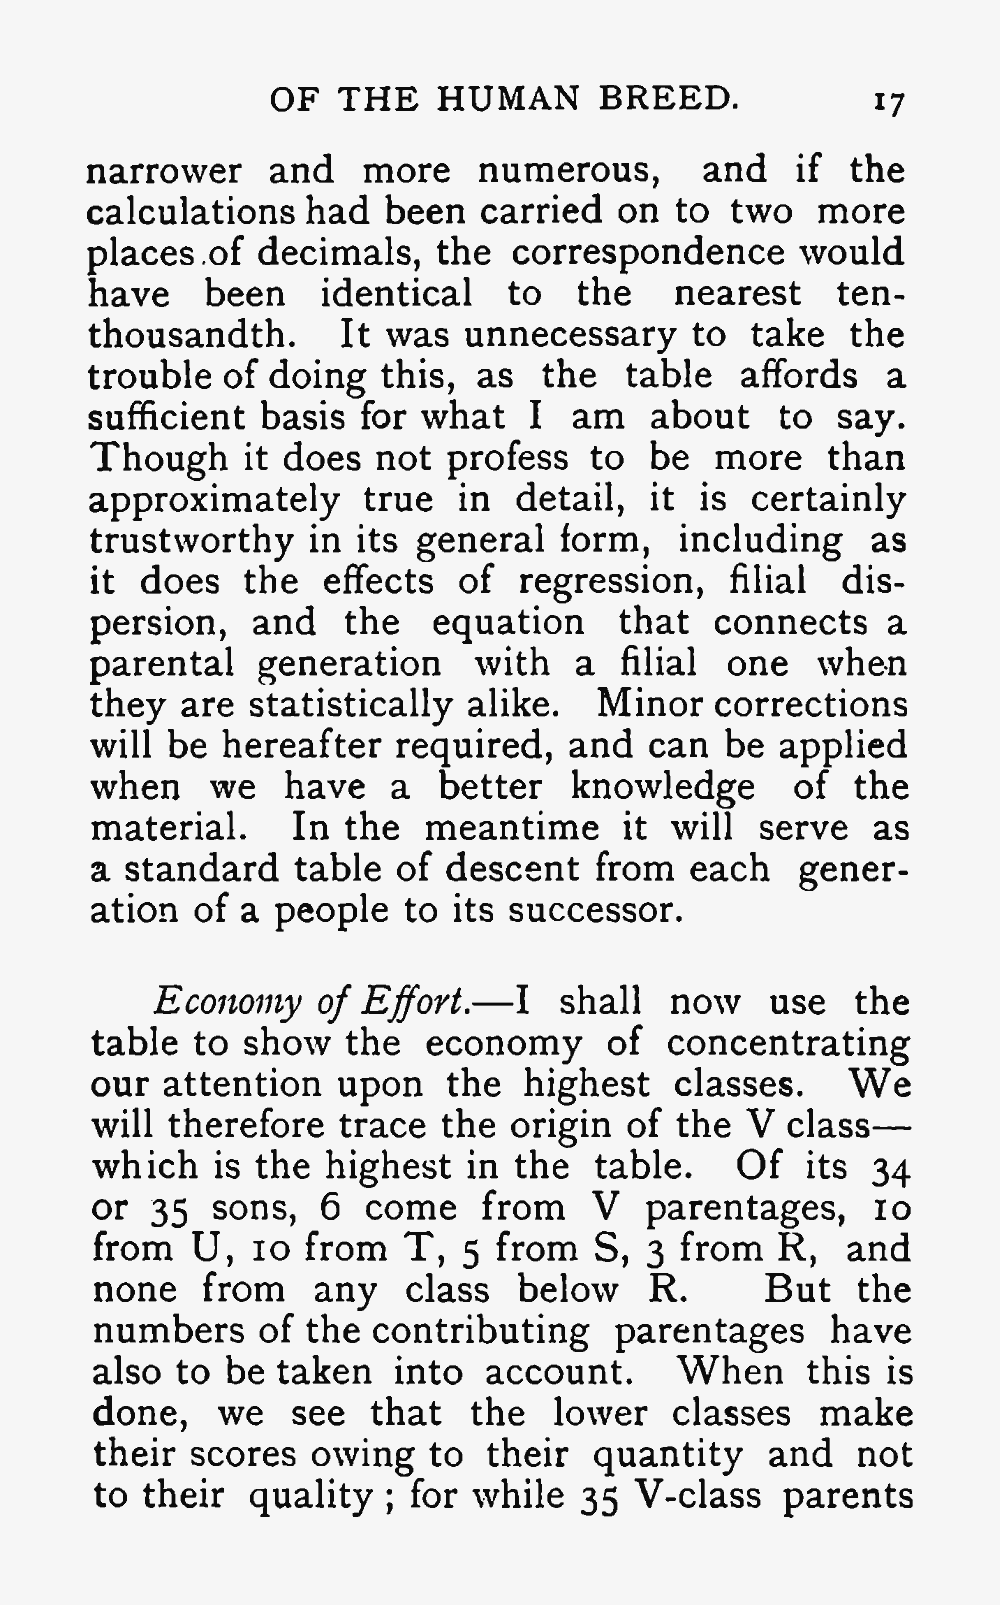 OF THE HUMAN BREED. 17
narrower and more numerous, and if the
calculations had been carried on to two more
places .of decimals, the correspondence would
have been identical to the nearest ten-
thousandth. It was unnecessary to take the
trouble of doing this, as the table affords a
sufficient basis for what I am about to say.
Though it does not profess to be more than
approximately true in detail, it is certainly
trustworthy in its general form, including as
it does the effects of regression, filial dis-
persion, and the equation that connects a
parental generation with a filial one when
they are statistically alike. Minor corrections
will be hereafter required, and can be applied
when we have a better knowledge of the
material. In the meantime it will serve as
a standard table of descent from each gener-
ation of a people to its successor.
Economy of Effort.—I shall now use the
table to show the economy of concentrating
our attention upon the highest classes. We
will therefore trace the origin of the V class—
which is the highest in the table. Of its 34
or 35 sons, 6 come from V parentages, 10
from U, 10 from T, 5 from S, 3 from R, and
none from any class below R. But the
numbers of the contributing parentages have
also to be taken into account. When this is
done, we see that the lower classes make
their scores owing to their quantity and not
to their quality ; for while 35 V-class parents